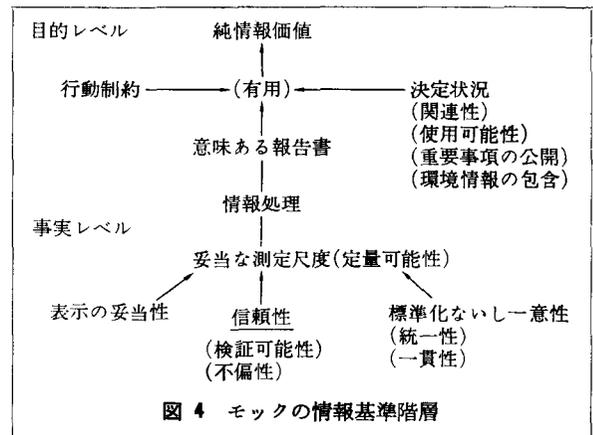 目的レベル 純情報価値
行動制約 (有用) 決定状況
(関連性)
(使用可能性)
(重要事項の公開)
(環境情報の包含)
意味ある報告書
情報処理
事実レベル
妥当な測定尺度(定量可能性)
表示の妥当性 信頼性 標準化ないし一意性
(検証可能性) (統一性)
(不偏性) (一貫性)
図 4 モックの情報基準階層